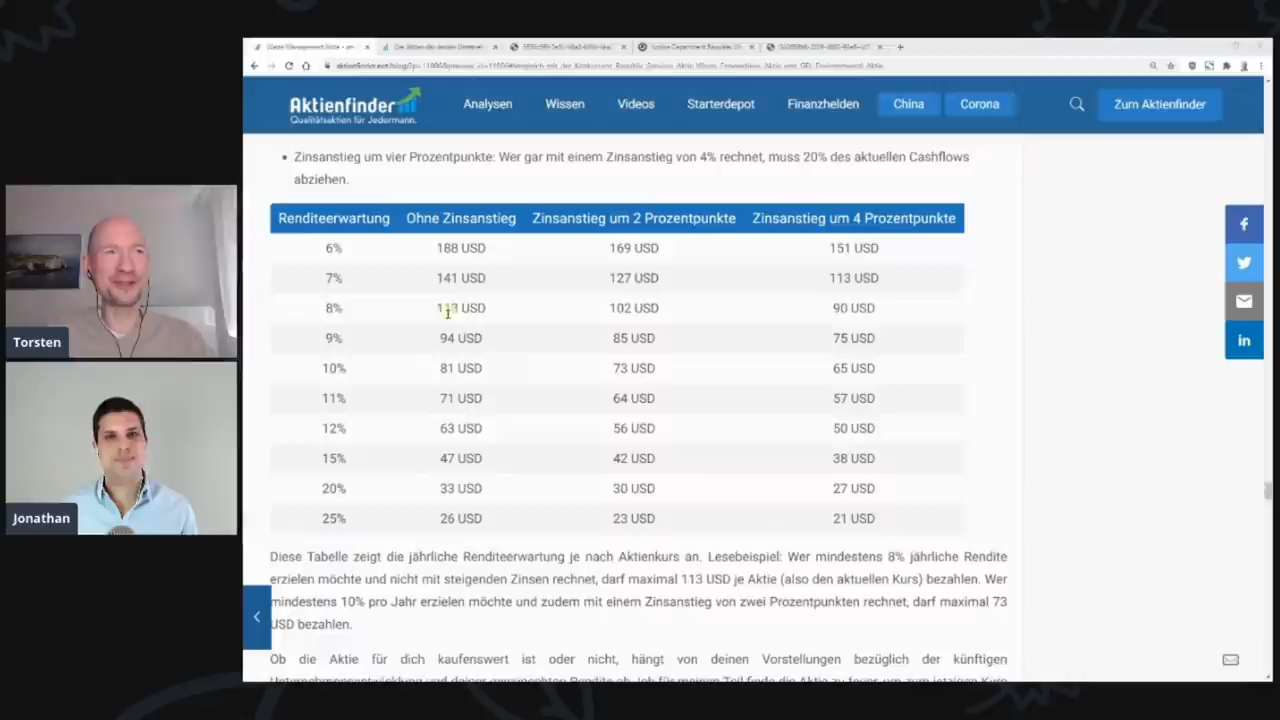 Aktienfinder
Qualitätsaktien für Jedermann.
Analysen Wissen Videos Starterdepot Finanzhelden China Corona Zum Aktienfinder
Zinsanstieg um vier Prozentpunkte: Wer gar mit einem Zinsanstieg von 4% rechnet, muss 20% des aktuellen Cashflows
abziehen.
Renditeerwartung Ohne Zinsanstieg Zinsanstieg um 2 Prozentpunkte Zinsanstieg um 4 Prozentpunkte
6% 188 USD 169 USD 151 USD
7% 141 USD 127 USD 113 USD
8% 113 USD 102 USD 90 USD
9% 94 USD 85 USD 75 USD
10% 81 USD 73 USD 65 USD
11% 71 USD 64 USD 57 USD
12% 63 USD 56 USD 50 USD
15% 47 USD 42 USD 38 USD
20% 33 USD 30 USD 27 USD
25% 26 USD 23 USD 21 USD
Diese Tabelle zeigt die jährliche Renditeerwartung je nach Aktienkurs an. Lesebeispiel: Wer mindestens 8% jährliche Rendite
erzielen möchte und nicht mit steigenden Zinsen rechnet, darf maximal 113 USD je Aktie (also den aktuellen Kurs) bezahlen. Wer
mindestens 10% pro Jahr erzielen möchte und zudem mit einem Zinsanstieg von zwei Prozentpunkten rechnet, darf maximal 73
USD bezahlen.
Ob die Aktie für dich kaufenswert ist oder nicht, hängt von deinen Vorstellungen bezüglich der künftigen
Torsten
Jonathan